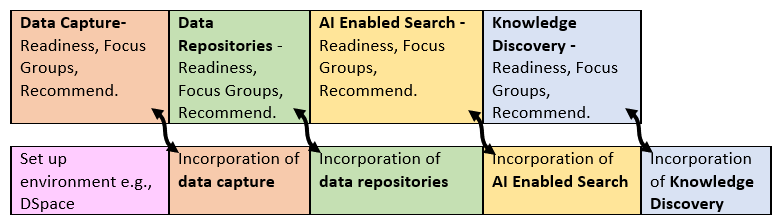 Data Capture-
Readiness, Focus
Groups,
Recommend.
Data
Repositories -
Readiness,
Focus Groups,
Recommend.
AI Enabled Search -
Readiness, Focus
Groups,
Recommend.
Knowledge
Discovery -
Readiness, Focus
Groups,
Recommend.
Set up
environment e.g.,
DSpace
Incorporation of
data capture
Incorporation of
data repositories
Incorporation of
AI Enabled Search
Incorporation
of Knowledge
Discovery